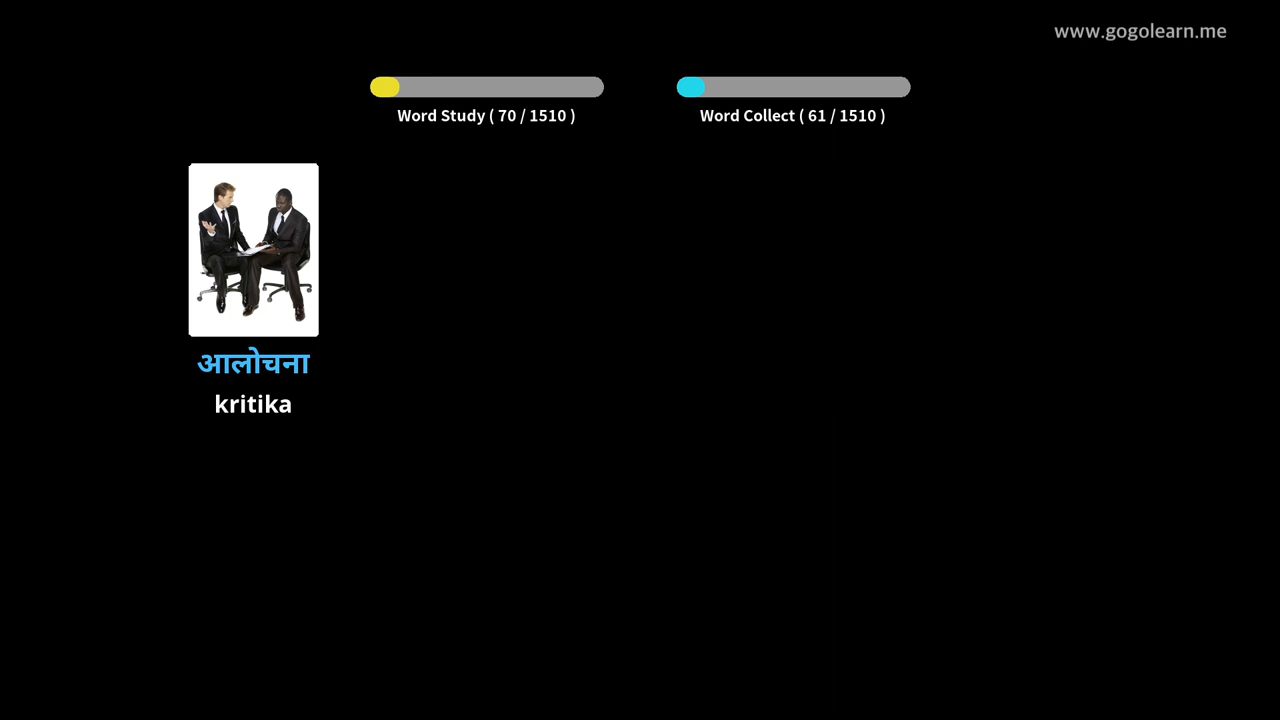 www.gogolearn.me
Word Study ( 70 / 1510 )
Word Collect ( 61 / 1510 )
आलोचना
kritika